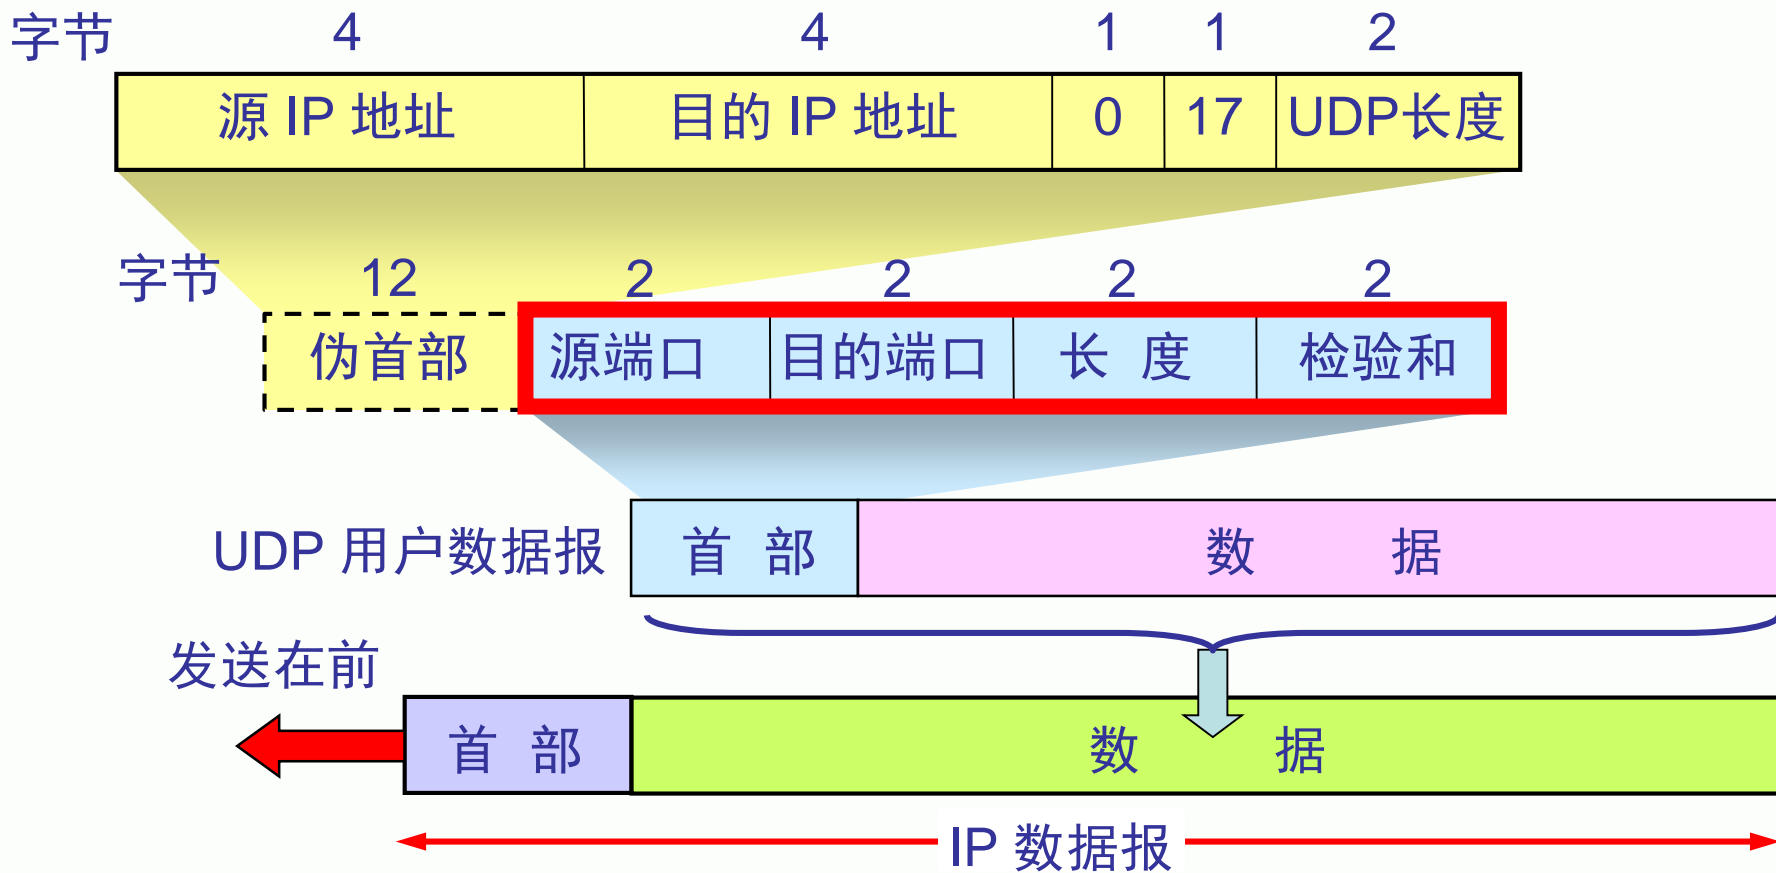 字节 4 4 1 1 2
源 IP 地址 目的 IP 地址 0 17 UDP长度
字节 12 2 2 2 2
伪首部 源端口 目的端口 长 度 检验和
UDP 用户数据报 首 部 数 据
发送在前
首 部 数 据
IP 数据报